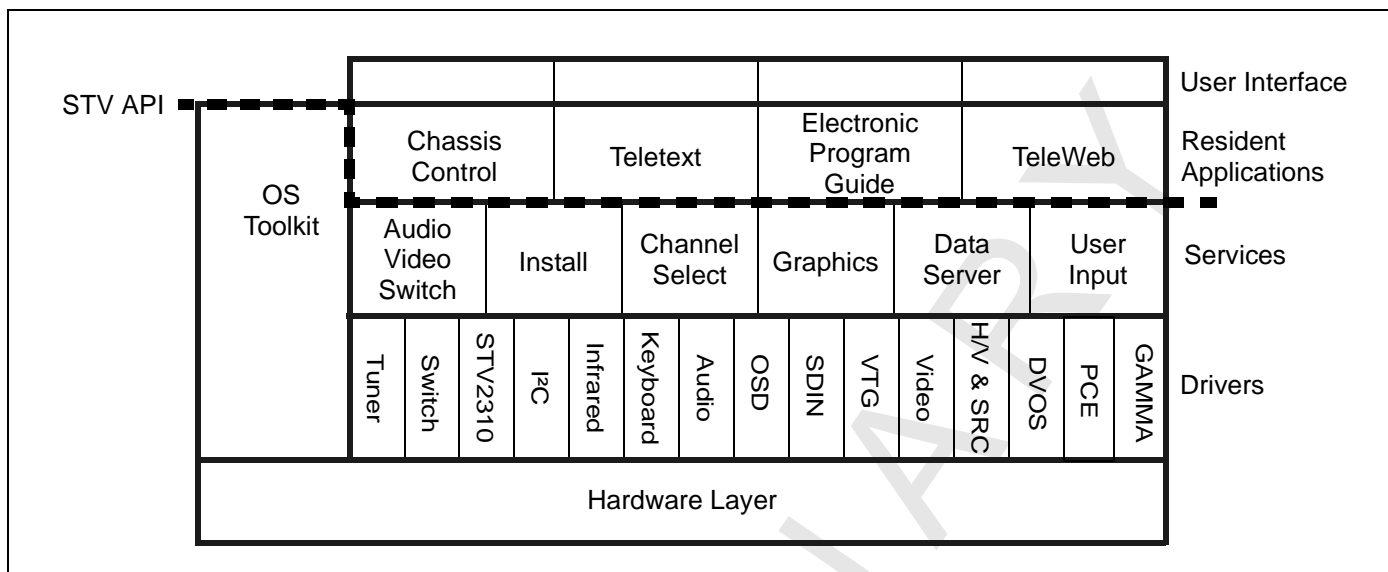 User Interface
STV API
Chassis
Control
Teletext
Electronic
Program
Guide
TeleWeb
Resident
Applications
OS
Toolkit
Audio
Video
Switch
Install
Channel
Select
Graphics
Data
Server
User
Input
Services
Tuner
Switch
STV2310
I²C
Infrared
Keyboard
Audio
OSD
SDIN
VTG
Video
H/V & SRC
DVOS
PCE
GAMMA
Drivers
Hardware Layer
IARY